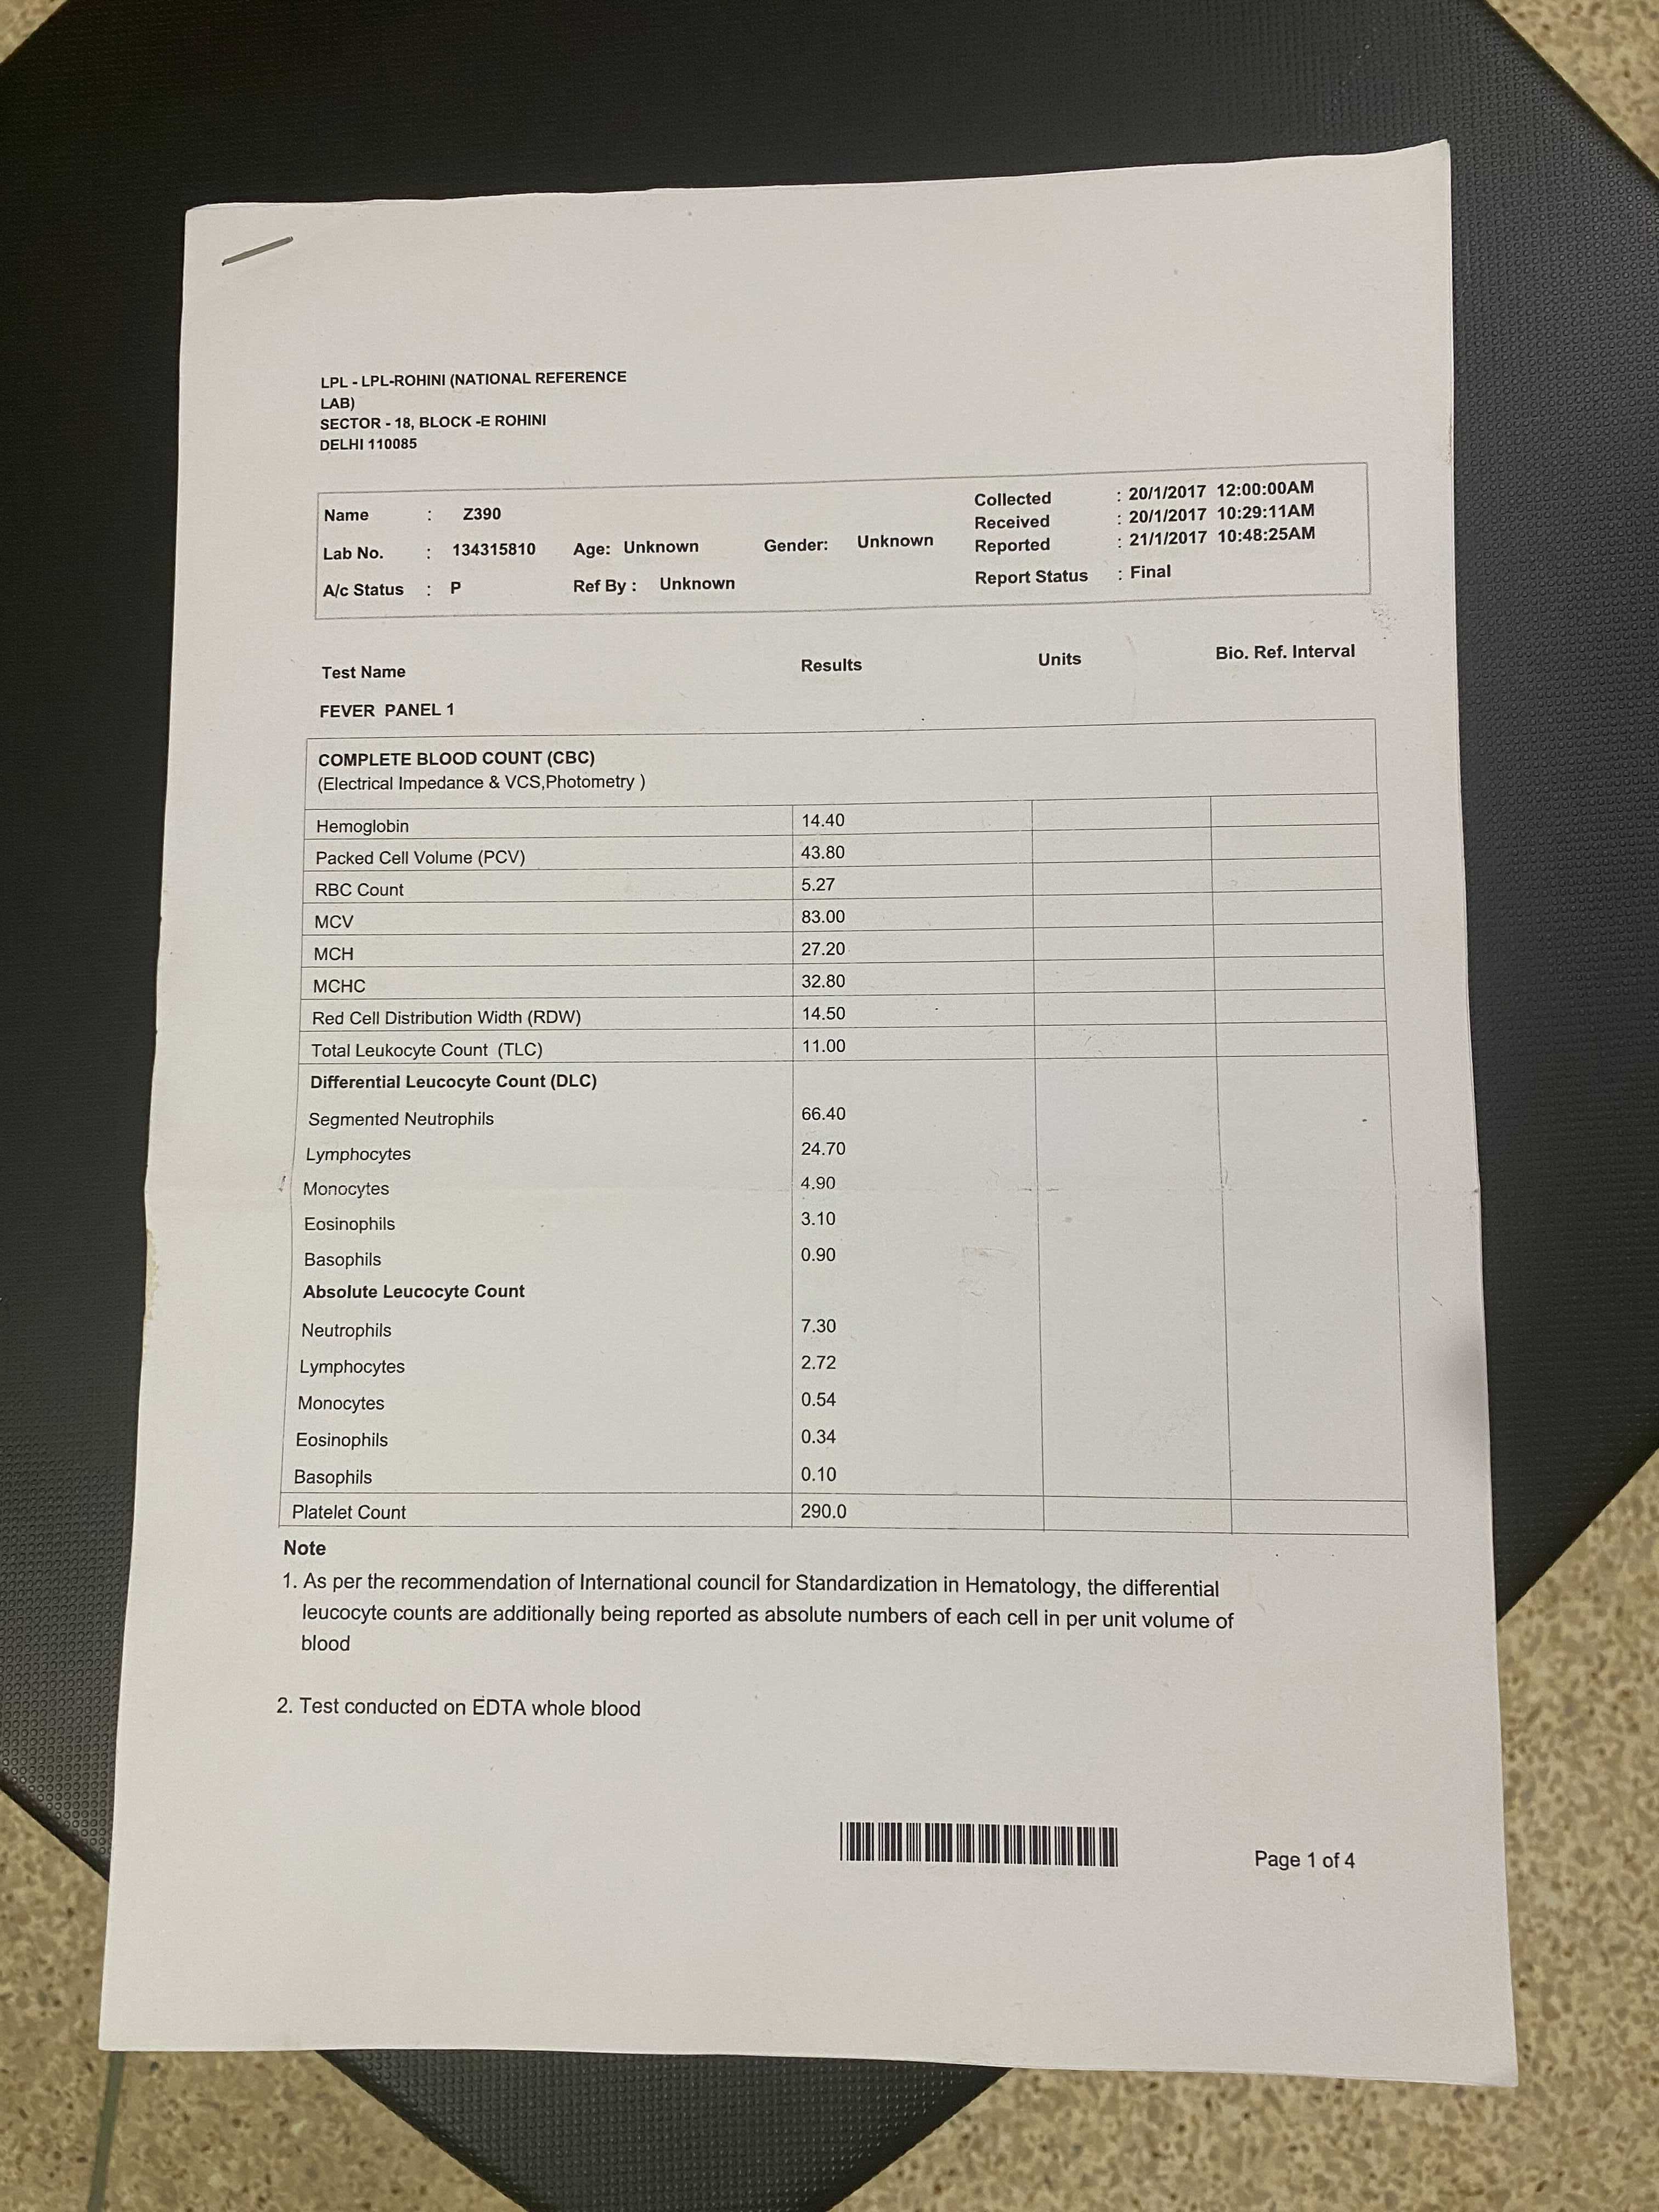 LPL - LPL-ROHINI (NATIONAL REFERENCE
LAB)
SECTOR - 18, BLOCK -E ROHINI
DELHI 110085
Name : Z390
Collected : 20/1/2017 12:00:00AM
Received : 20/1/2017 10:29:11AM
Lab No. : 134315810 Age: Unknown Gender: Unknown
Reported : 21/1/2017 10:48:25AM
A/c Status : P Ref By : Unknown
Report Status : Final
Test Name Results Units Bio. Ref. Interval
FEVER PANEL 1
COMPLETE BLOOD COUNT (CBC)
(Electrical Impedance & VCS,Photometry )
Hemoglobin 14.40
Packed Cell Volume (PCV) 43.80
RBC Count 5.27
MCV 83.00
MCH 27.20
MCHC 32.80
Red Cell Distribution Width (RDW) 14.50
Total Leukocyte Count (TLC) 11.00
Differential Leucocyte Count (DLC)
Segmented Neutrophils 66.40
Lymphocytes 24.70
Monocytes 4.90
Eosinophils 3.10
Basophils 0.90
Absolute Leucocyte Count
Neutrophils 7.30
Lymphocytes 2.72
Monocytes 0.54
Eosinophils 0.34
Basophils 0.10
Platelet Count 290.0
Note
1. As per the recommendation of International council for Standardization in Hematology, the differential
leucocyte counts are additionally being reported as absolute numbers of each cell in per unit volume of
blood
2. Test conducted on EDTA whole blood
Page 1 of 4